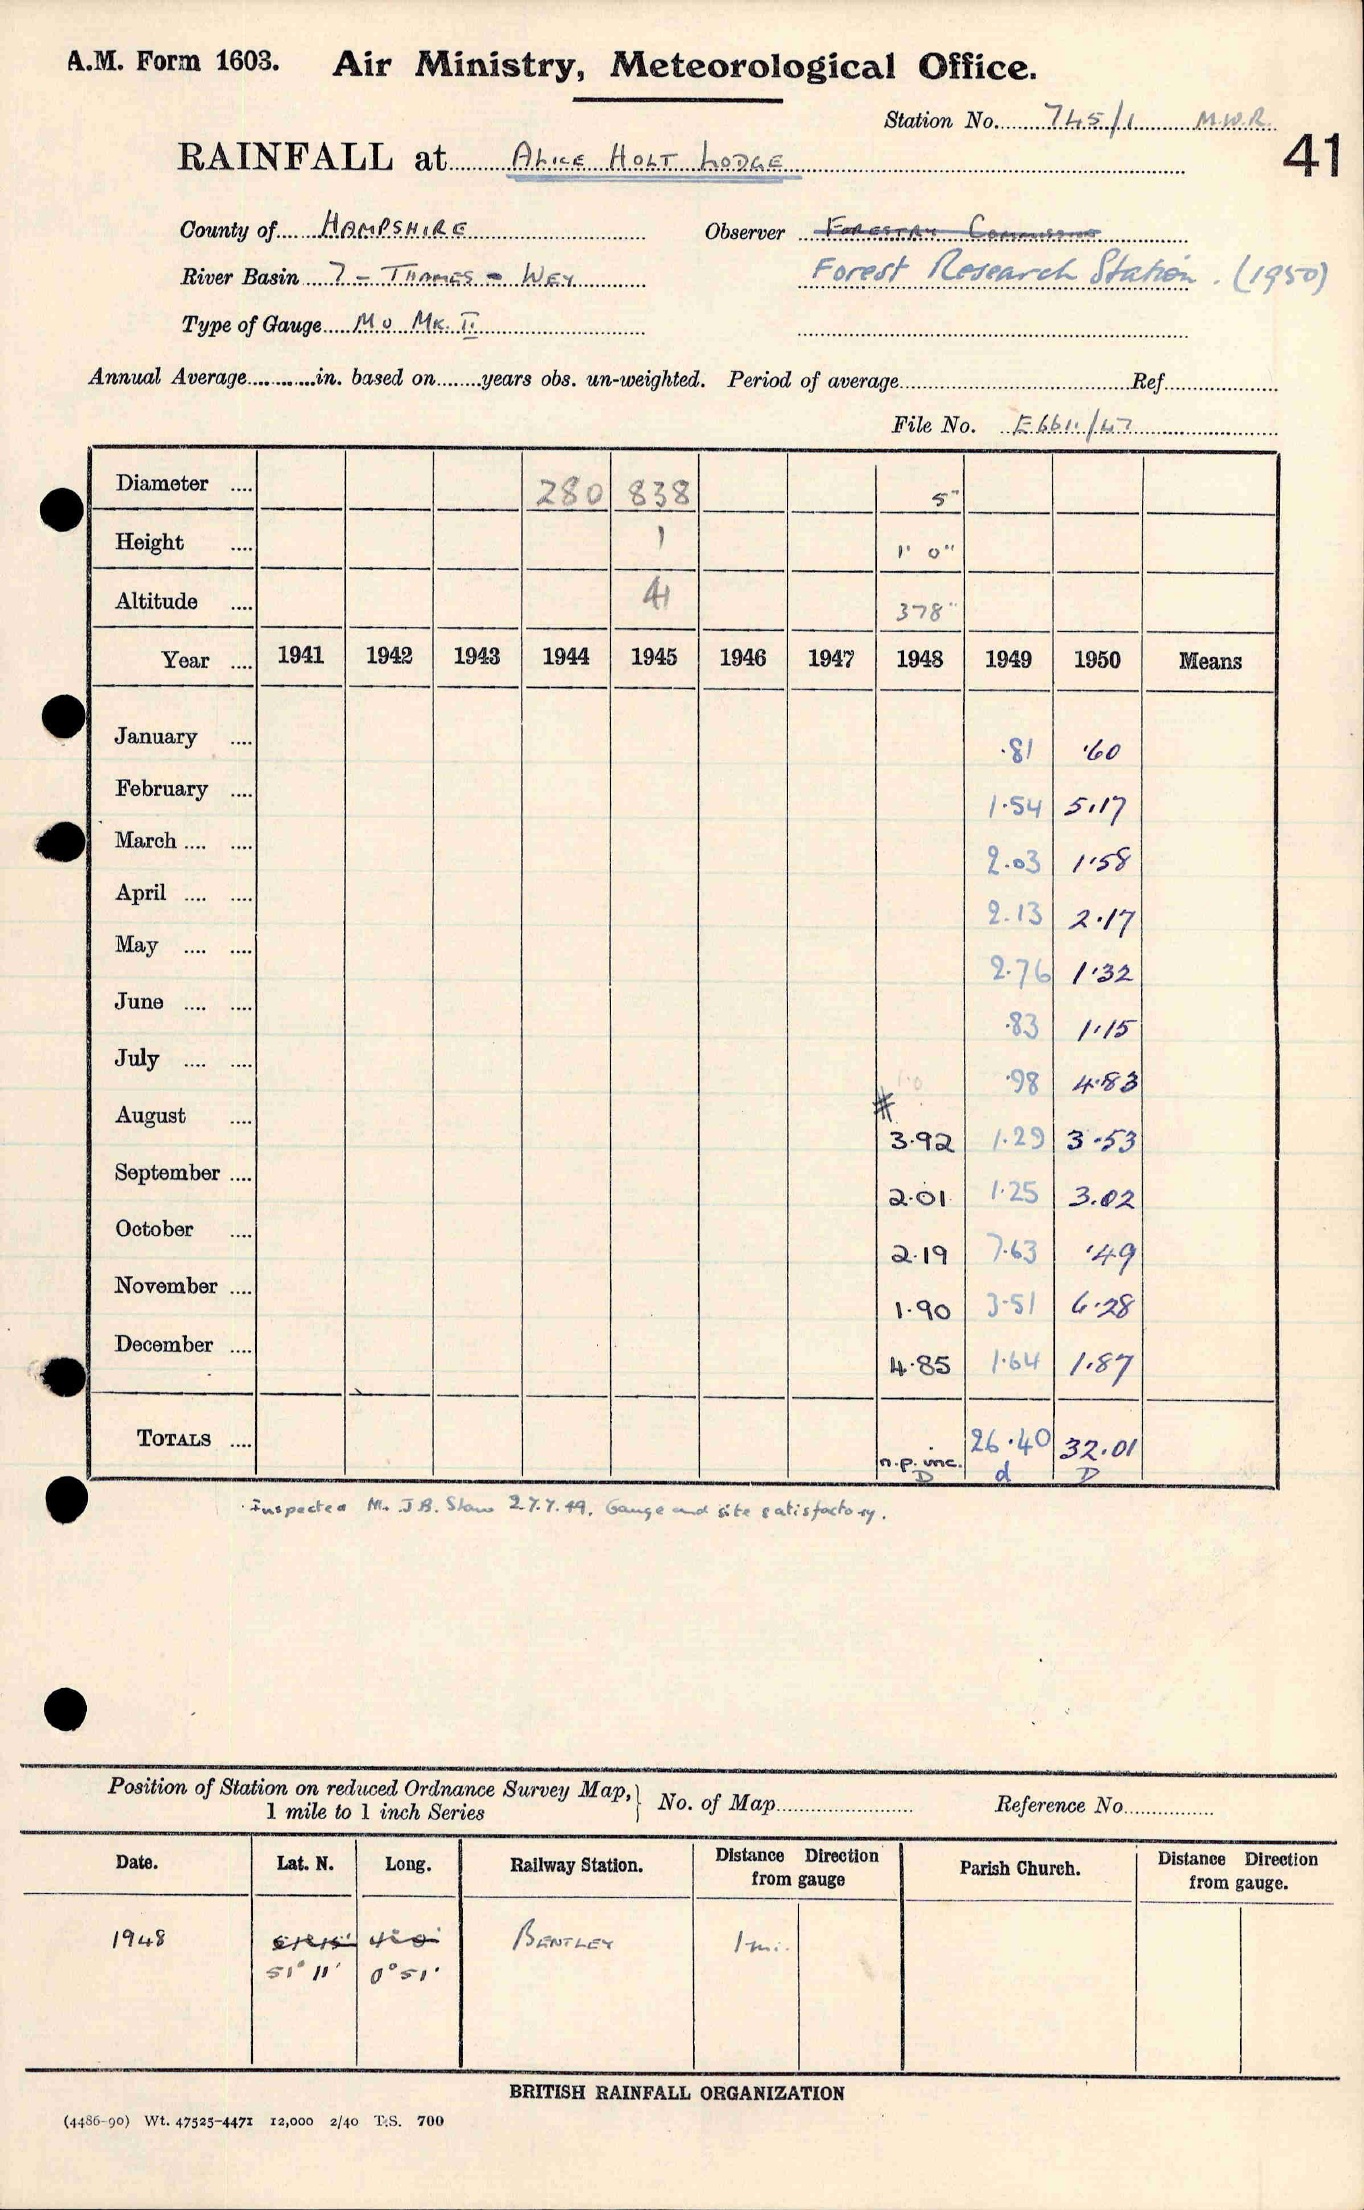 A.M. Form 1603. Air Ministry, Meteorological Office.
Station No. 745/1 M.W.R.
41
RAINFALL at ALICE HOLT LODGE
County of HAMPSHIRE Observer FORESTRY COMMISSION
Forest Research Station. (1950)
River Basin 7 - THAMES - WEY
Type of Gauge MO MK. II
Annual Average in. based on years obs. un-weighted. Period of average Ref
File No. E6611/47
Diameter 280 838 5"
Height 1 1' 0"
Altitude 41 378'
Year 1941 1942 1943 1944 1945 1946 1947 1948 1949 1950 Means
January .81 .60
February 1.54 5.17
March 2.03 1.58
April 2.13 2.17
May 2.76 1.32
June .83 1.15
July .98 4.83
August # 3.92 1.29 3.53
September 2.01 1.25 3.02
October 2.19 7.63 .49
November 1.90 3.51 6.28
December 4.85 1.64 1.87
TOTALS n.p. inc. D 26.40 d 32.01 D
Inspected Mr. J.B. 27.7.49. Gauge and site satisfactory.
Position of Station on reduced Ordnance Survey Map,
1 mile to 1 inch Series
No. of Map Reference No.
Date. Lat. N. Long. Railway Station. Distance Direction from gauge Parish Church. Distance Direction from gauge.
1948 BENTLEY 1 mi.
51° 11' 0° 51'
BRITISH RAINFALL ORGANIZATION
(4486-90) Wt. 47525-4471 12,000 2/40 T.S. 700